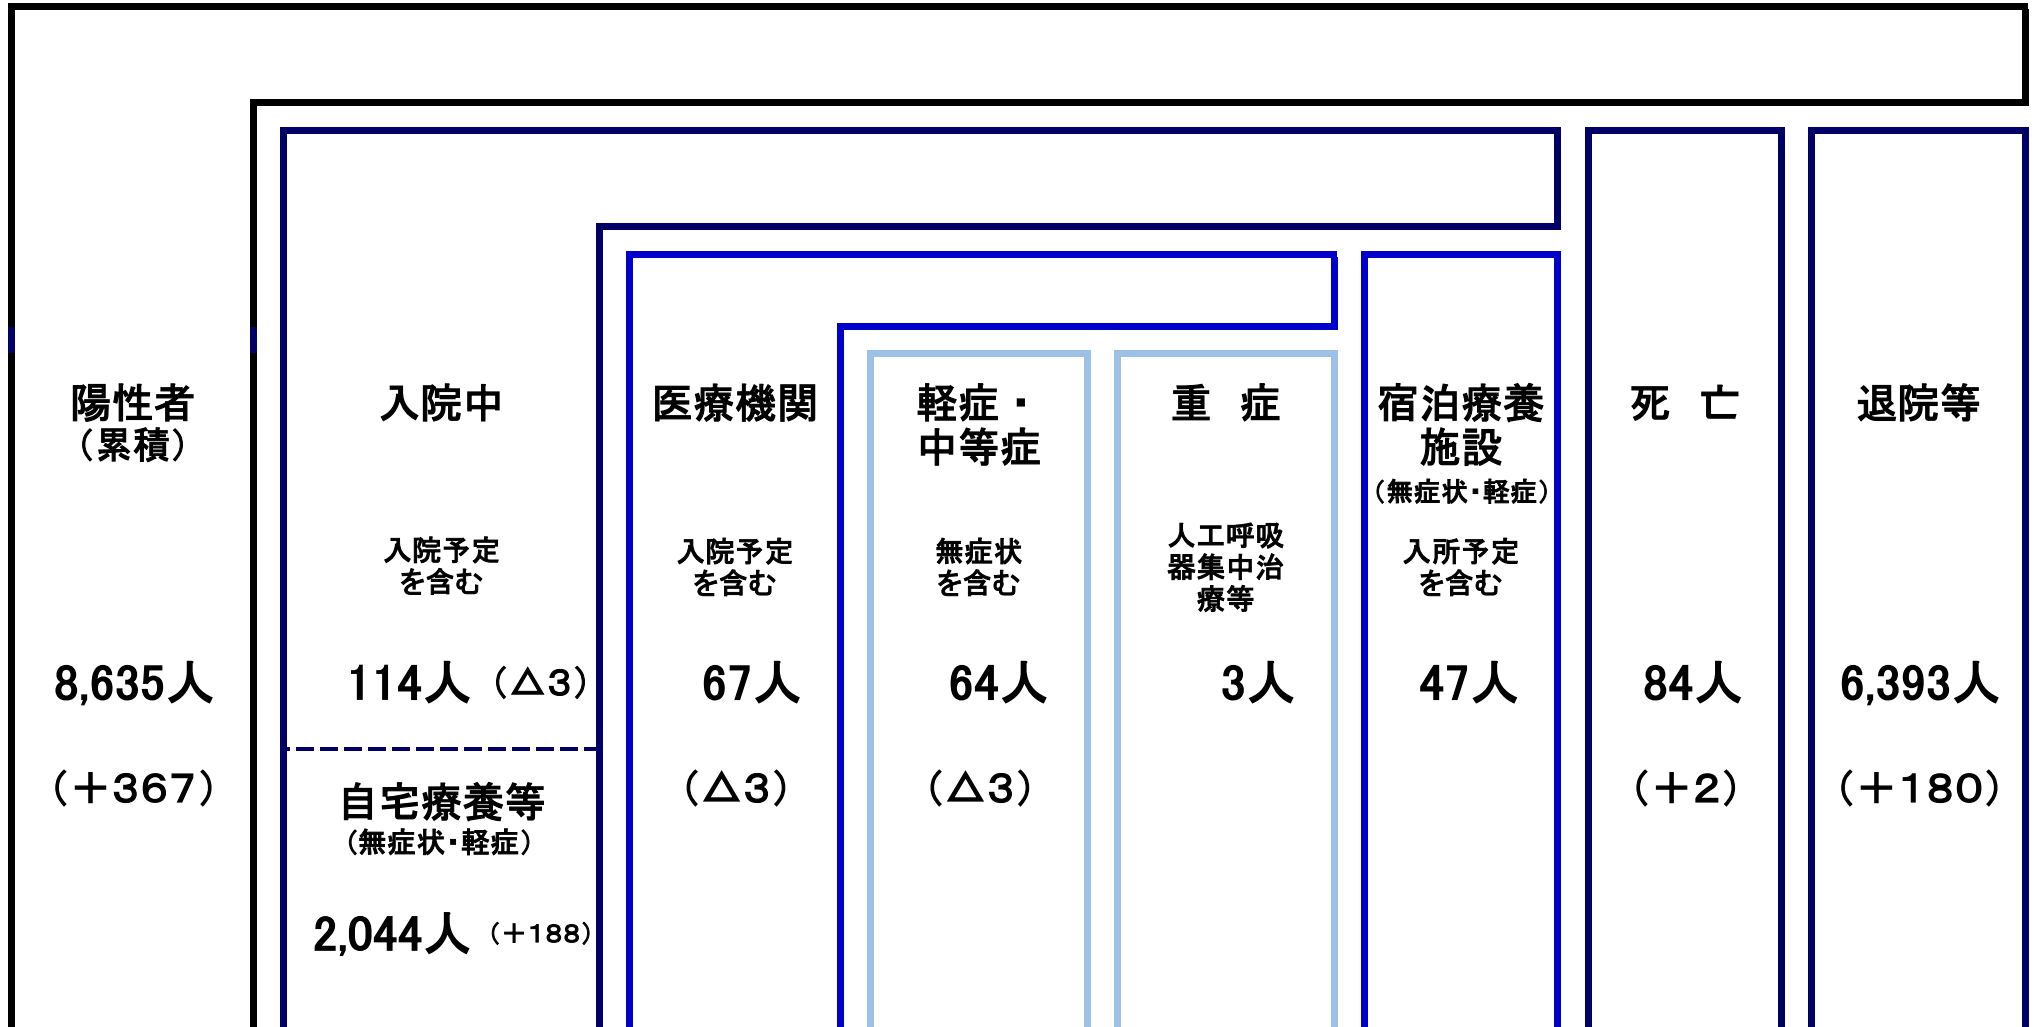 陽性者
（累積）
8,635人
（＋367）
入院中
入院予定
を含む
114人（△3）
自宅療養等
（無症状・軽症）
2,044人（＋188）
医療機関
入院予定
を含む
67人
（△3）
軽症・
中等症
無症状
を含む
64人
（△3）
重　症
人工呼吸
器集中治
療等
3人
宿泊療養
施設
（無症状・軽症）
入所予定
を含む
47人
死　亡
84人
（＋2）
退院等
6,393人
（＋180）